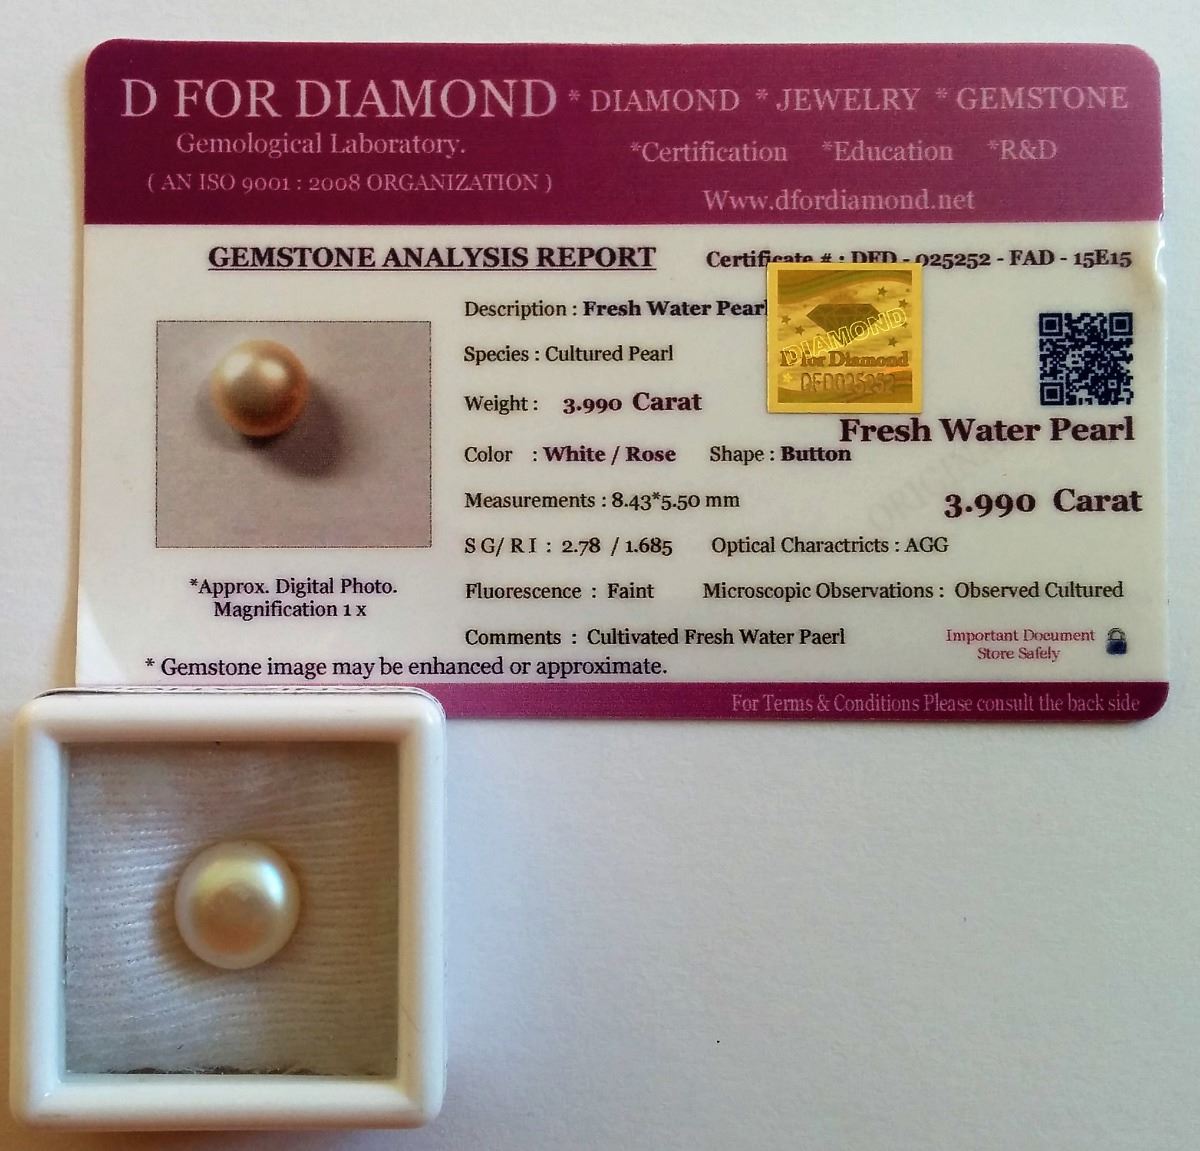 D FOR DIAMOND * DIAMOND * JEWELRY * GEMSTONE
Gemological Laboratory.
*Certification *Education *R&D
( AN ISO 9001 : 2008 ORGANIZATION )
Www.dfordiamond.net
GEMSTONE ANALYSIS REPORT
Certificate # : DFD - 025252 - FAD - 15E15
Description : Fresh Water Pearl
Species : Cultured Pearl
Weight : 3.990 Carat
Color : White / Rose Shape : Button
Measurements : 8.43*5.50 mm
SG/ RI : 2.78 / 1.685 Optical Charactricts : AGG
Fluorescence : Faint Microscopic Observations : Observed Cultured
Comments : Cultivated Fresh Water Paerl
DIAMOND
D for Diamond
DFD025252
Fresh Water Pearl
3.990 Carat
ORIGINAL
*Approx. Digital Photo.
Magnification 1 x
* Gemstone image may be enhanced or approximate.
Important Document
Store Safely
For Terms & Conditions Please consult the back side